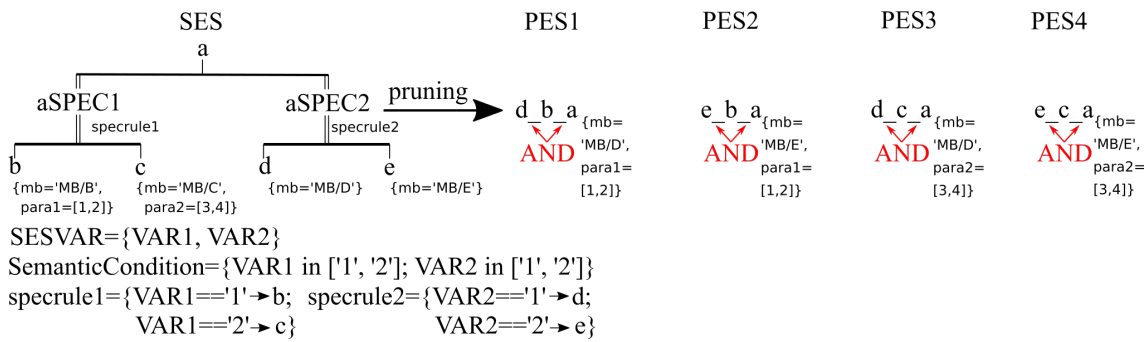 SES PES1 PES2 PES3 PES4
a
aSPEC1 aSPEC2 pruning
specrule1 specrule2
b c d e
{mb='MB/B', {mb='MB/C', {mb='MB/D'} {mb='MB/E'}
para1=[1,2]} para2=[3,4]}
d_b_a {mb=
'MB/D',
AND para1=
[1,2]}
e_b_a {mb=
'MB/E',
AND para1=
[1,2]}
d_c_a {mb=
'MB/D',
AND para2=
[3,4]}
e_c_a {mb=
'MB/E',
AND para2=
[3,4]}
SESVAR={VAR1, VAR2}
SemanticCondition={VAR1 in ['1', '2']; VAR2 in ['1', '2']}
specrule1={VAR1=='1'→b; specrule2={VAR2=='1'→d;
VAR1=='2'→c} VAR2=='2'→e}